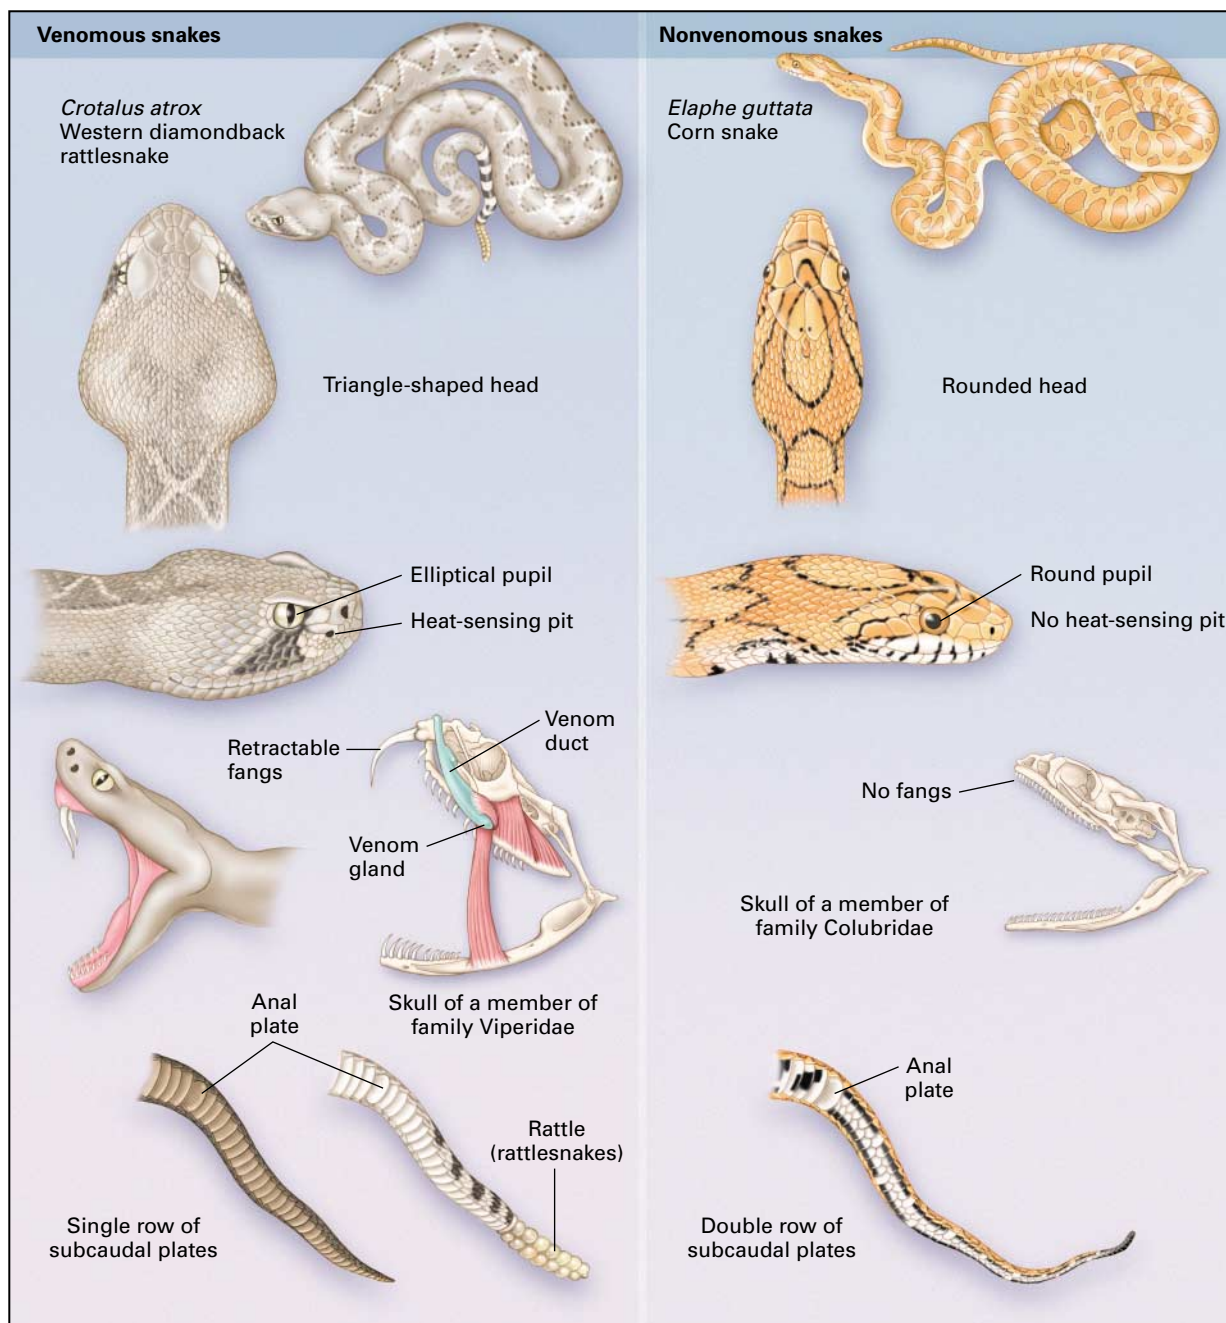 Venomous snakes
Crotalus atrox
Western diamondback
rattlesnake
Triangle-shaped head
Elliptical pupil
Heat-sensing pit
Retractable
fangs
Venom
duct
Venom
gland
Skull of a member of
family Viperidae
Anal
plate
Rattle
(rattlesnakes)
Single row of
subcaudal plates
Nonvenomous snakes
Elaphe guttata
Corn snake
Rounded head
Round pupil
No heat-sensing pit
No fangs
Skull of a member of
family Colubridae
Anal
plate
Double row of
subcaudal plates